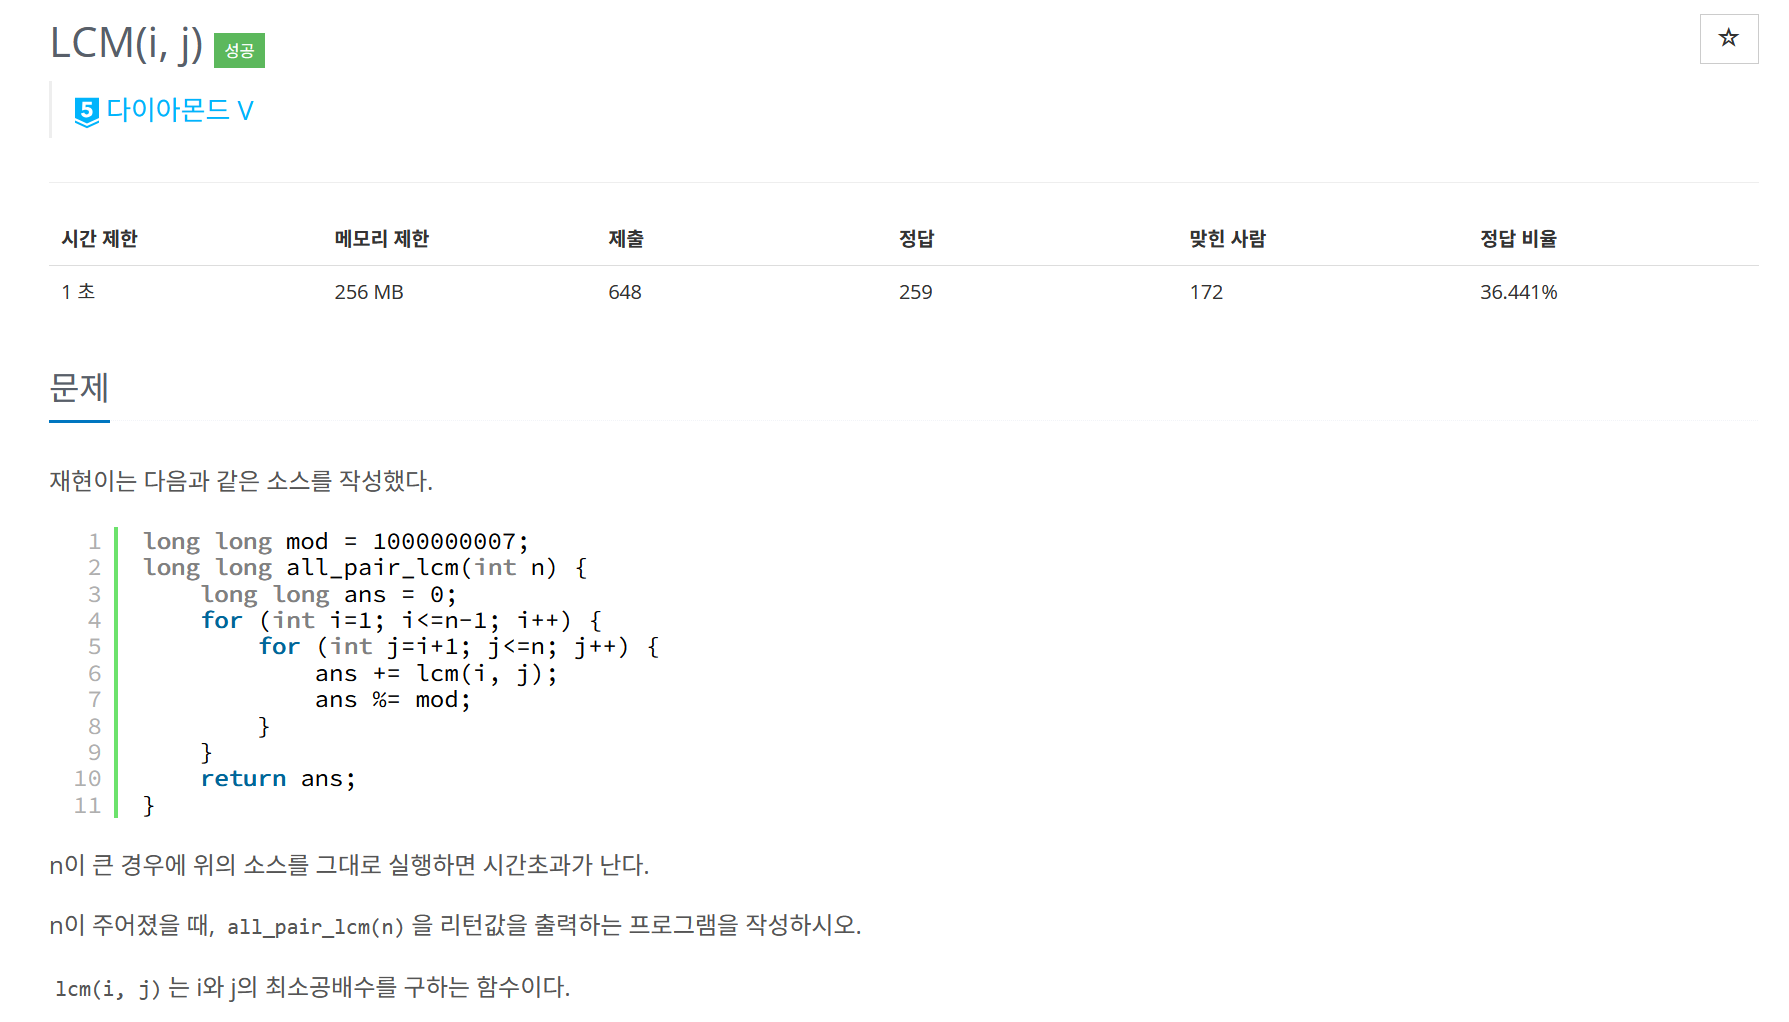 LCM(i, j) 성공
☆
5 다이아몬드 V
시간 제한 메모리 제한 제출 정답 맞힌 사람 정답 비율
1 초 256 MB 648 259 172 36.441%
문제
재현이는 다음과 같은 소스를 작성했다.
1 long long mod = 1000000007;
2 long long all_pair_lcm(int n) {
3     long long ans = 0;
4     for (int i=1; i<=n-1; i++) {
5         for (int j=i+1; j<=n; j++) {
6             ans += lcm(i, j);
7             ans %= mod;
8         }
9     }
10     return ans;
11 }
n이 큰 경우에 위의 소스를 그대로 실행하면 시간초과가 난다.
n이 주어졌을 때, all_pair_lcm(n) 을 리턴값을 출력하는 프로그램을 작성하시오.
lcm(i, j) 는 i와 j의 최소공배수를 구하는 함수이다.